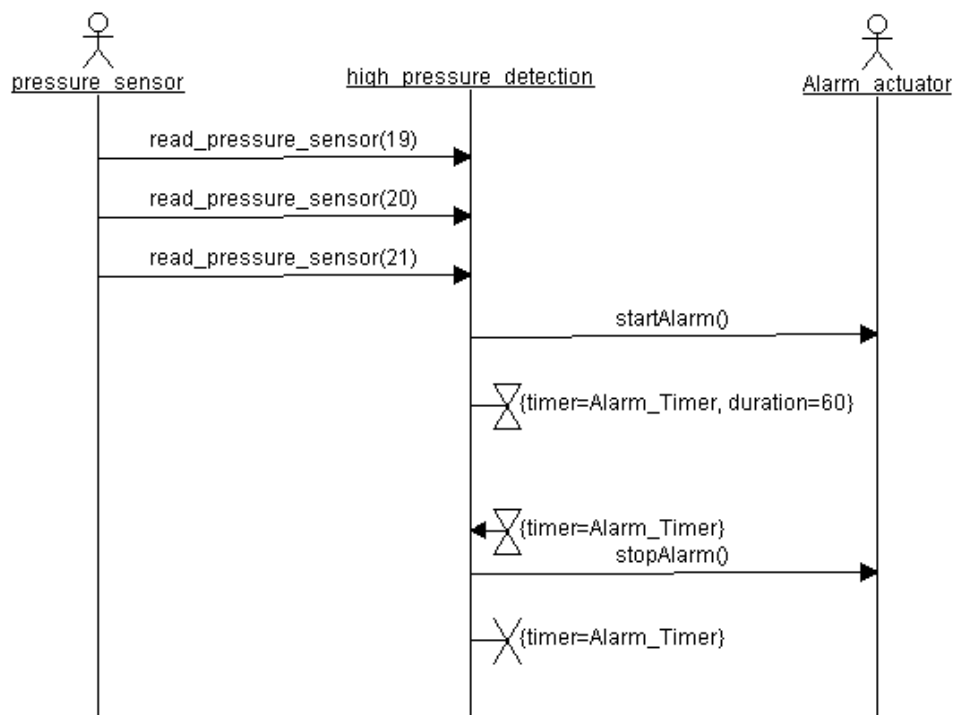 pressure_sensor
high_pressure_detection
Alarm_actuator
read_pressure_sensor(19)
read_pressure_sensor(20)
read_pressure_sensor(21)
startAlarm()
{timer=Alarm_Timer, duration=60}
{timer=Alarm_Timer}
stopAlarm()
{timer=Alarm_Timer}